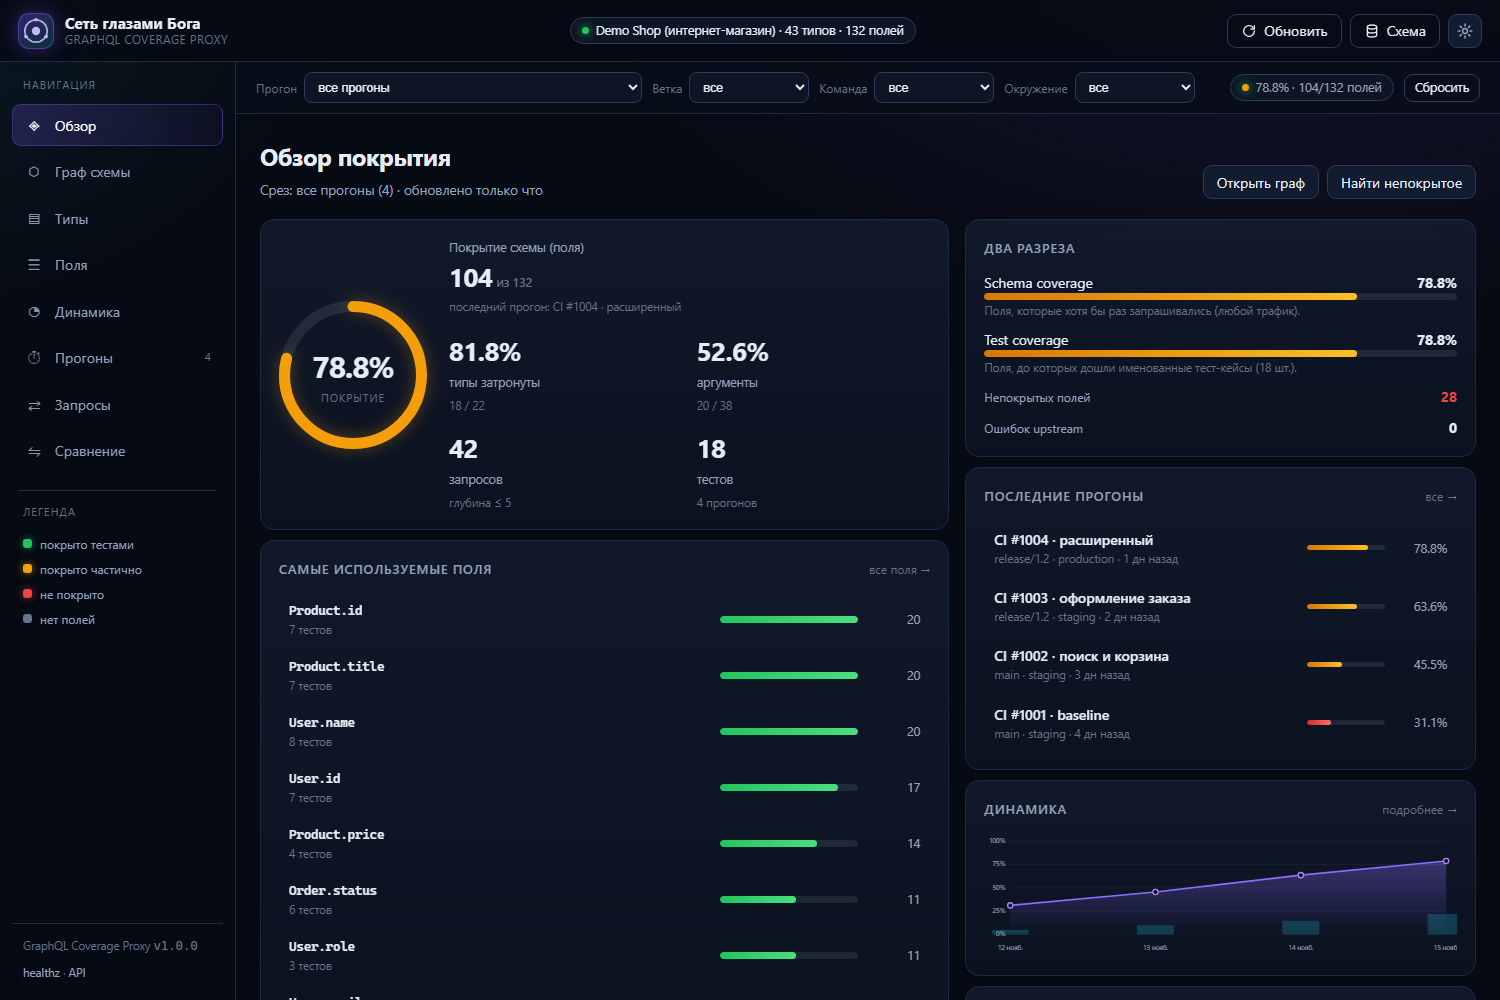 Сеть глазами Бога
GRAPHQL COVERAGE PROXY
Demo Shop (интернет-магазин) · 43 типов · 132 полей
Обновить
Схема
НАВИГАЦИЯ
Обзор
Граф схемы
Типы
Поля
Динамика
Прогоны 4
Запросы
Сравнение
ЛЕГЕНДА
покрыто тестами
покрыто частично
не покрыто
нет полей
GraphQL Coverage Proxy v1.0.0
healthz · API
Прогон все прогоны Ветка все Команда все Окружение все
78.8% · 104/132 полей
Сбросить
Обзор покрытия
Срез: все прогоны (4) · обновлено только что
Открыть граф
Найти непокрытое
78.8%
ПОКРЫТИЕ
Покрытие схемы (поля)
104 из 132
последний прогон: CI #1004 · расширенный
81.8%
типы затронуты
18 / 22
52.6%
аргументы
20 / 38
42
запросов
глубина ≤ 5
18
тестов
4 прогонов
САМЫЕ ИСПОЛЬЗУЕМЫЕ ПОЛЯ
все поля →
Product.id
7 тестов
20
Product.title
7 тестов
20
User.name
8 тестов
20
User.id
7 тестов
17
Product.price
4 тестов
14
Order.status
6 тестов
11
User.role
3 тестов
11
ДВА РАЗРЕЗА
Schema coverage 78.8%
Поля, которые хотя бы раз запрашивались (любой трафик).
Test coverage 78.8%
Поля, до которых дошли именованные тест-кейсы (18 шт.).
Непокрытых полей 28
Ошибок upstream 0
ПОСЛЕДНИЕ ПРОГОНЫ
все →
CI #1004 · расширенный
release/1.2 · production · 1 дн назад
78.8%
CI #1003 · оформление заказа
release/1.2 · staging · 2 дн назад
63.6%
CI #1002 · поиск и корзина
main · staging · 3 дн назад
45.5%
CI #1001 · baseline
main · staging · 4 дн назад
31.1%
ДИНАМИКА
подробнее →
100%
75%
50%
25%
0%
12 нояб. 13 нояб. 14 нояб. 15 нояб